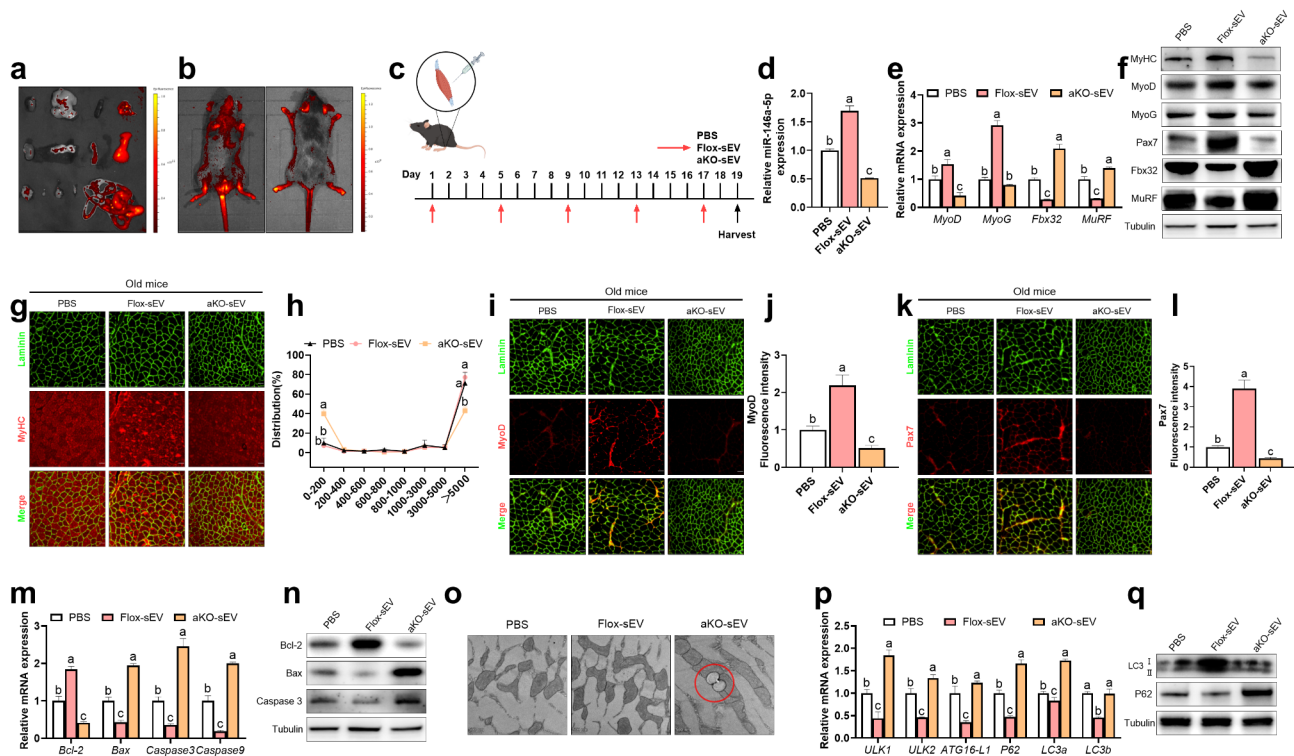 a
b
c
PBS
Flox-sEV
aKO-sEV
Day 1 2 3 4 5 6 7 8 9 10 11 12 13 14 15 16 17 18 19
Harvest
d
Relative miR-146a-5p
expression
2.0
1.5
1.0
0.5
0.0
b a c
PBS
Flox-sEV
aKO-sEV
e
PBS Flox-sEV aKO-sEV
Relative mRNA expression
4
3
2
1
0
b a c b a b b c a b c a
MyoD MyoG Fbx32 MuRF
f
PBS Flox-sEV aKO-sEV
MyHC
MyoD
MyoG
Pax7
Fbx32
MuRF
Tubulin
g
Old mice
PBS Flox-sEV aKO-sEV
Laminin
MyHC
Merge
h
PBS Flox-sEV aKO-sEV
Distribution(%)
100
80
60
40
20
0
a
b
b
a
a
b
0-200
200-400
400-600
600-800
800-1000
1000-3000
3000-5000
>5000
i
Old mice
PBS Flox-sEV aKO-sEV
Laminin
MyoD
Merge
j
MyoD
Fluorescence intensity
3
2
1
0
b a c
PBS
Flox-sEV
aKO-sEV
k
Old mice
PBS Flox-sEV aKO-sEV
Laminin
Pax7
Merge
l
Pax7
Fluorescence intensity
5
4
3
2
1
0
b a c
PBS
Flox-sEV
aKO-sEV
m
PBS Flox-sEV aKO-sEV
Relative mRNA expression
3
2
1
0
b a c b c a b c a b c a
Bcl-2 Bax Caspase3 Caspase9
n
PBS Flox-sEV aKO-sEV
Bcl-2
Bax
Caspase 3
Tubulin
o
PBS Flox-sEV aKO-sEV
p
PBS Flox-sEV aKO-sEV
Relative mRNA expression
2.0
1.5
1.0
0.5
0.0
b c a b c a b c a b c a b c a a b a
ULK1 ULK2 ATG16-L1 P62 LC3a LC3b
q
PBS Flox-sEV aKO-sEV
LC3 I
II
P62
Tubulin